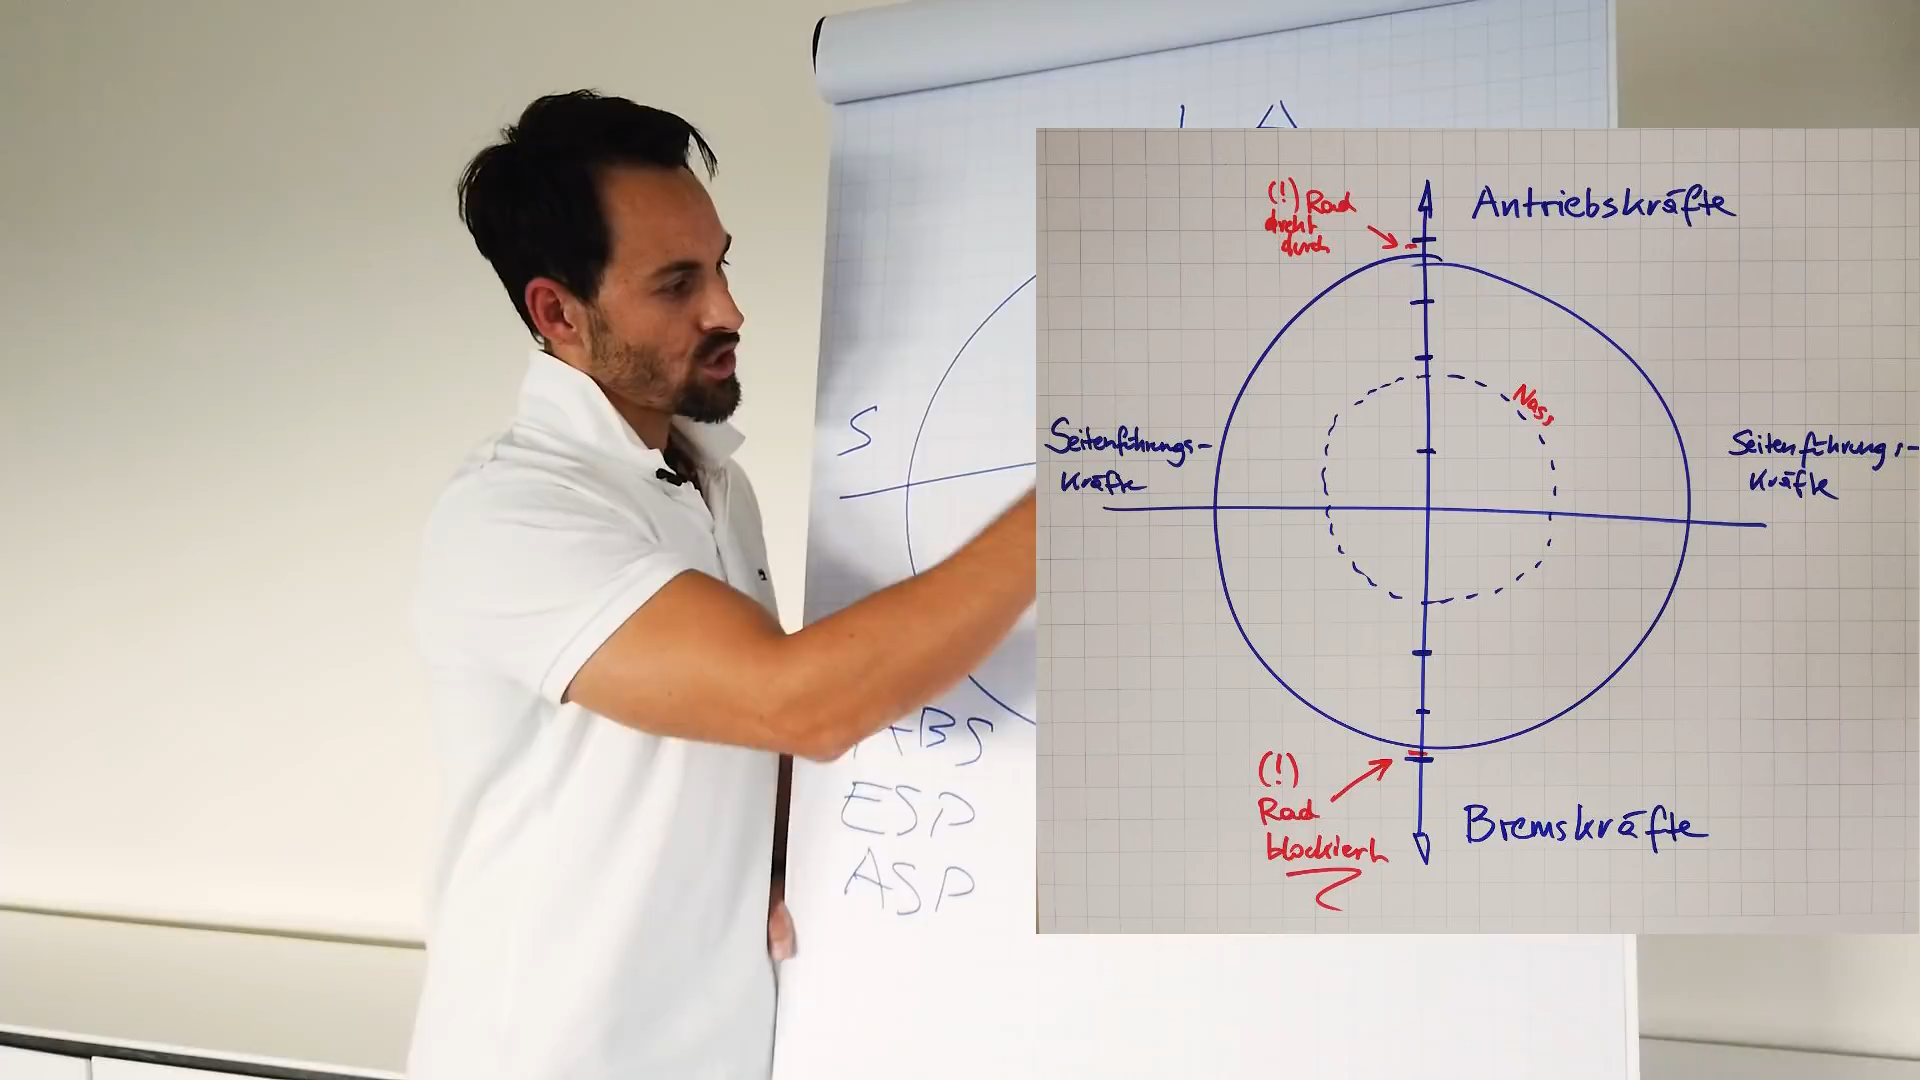 A
S
ABS
ESP
ASP
(!) Rad
dreht
durch
Antriebskräfte
Nass
Seitenführungs-
kräfte
Seitenführungs-
kräfte
(!)
Rad
blockiert
Bremskräfte